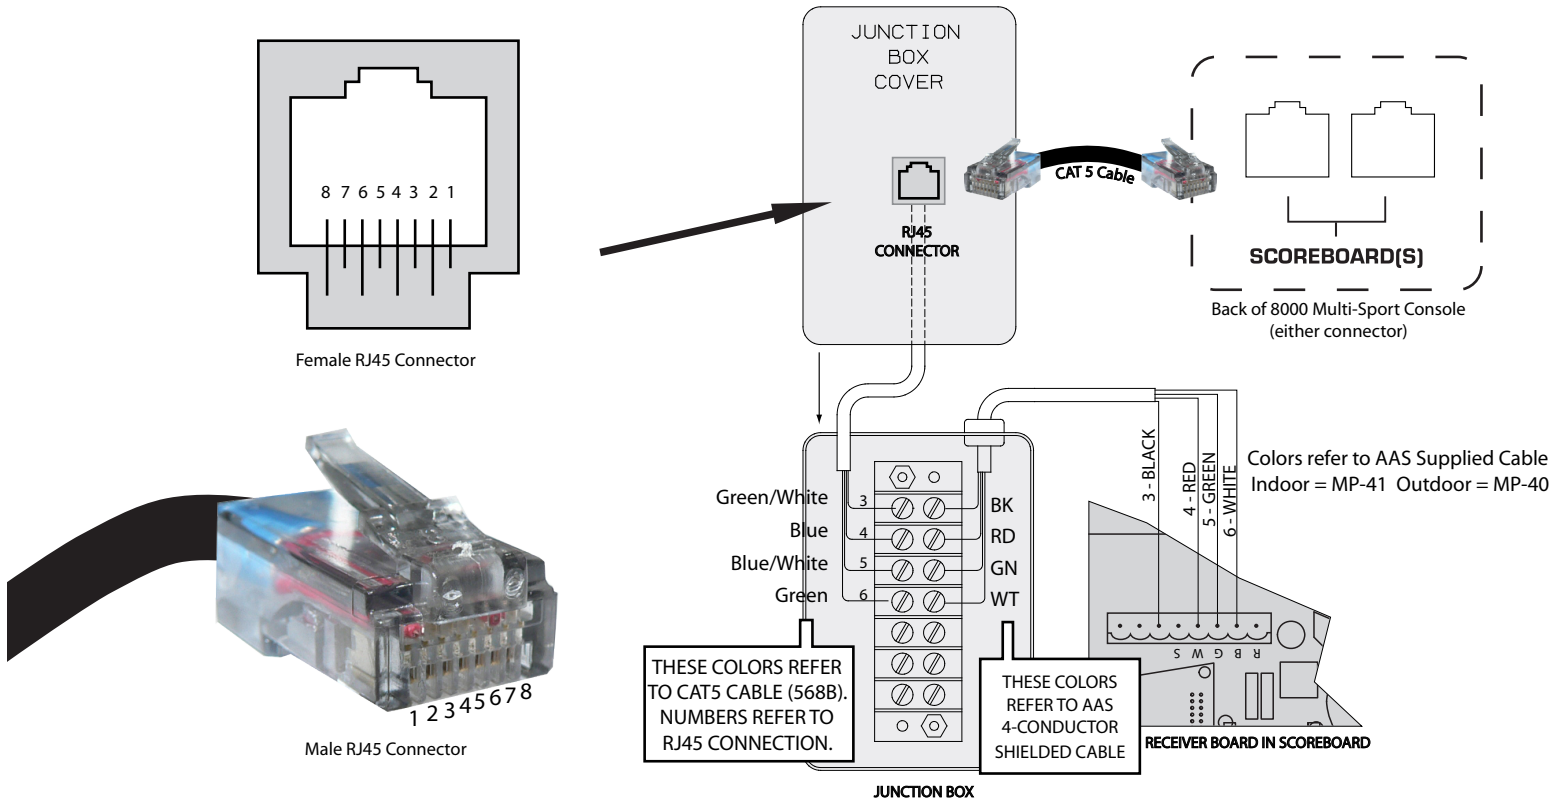 8 7 6 5 4 3 2 1
Female RJ45 Connector
1 2 3 4 5 6 7 8
Male RJ45 Connector
JUNCTION
BOX
COVER
RJ45
CONNECTOR
CAT 5 Cable
SCOREBOARD(S)
Back of 8000 Multi-Sport Console
(either connector)
3 - BLACK
4 - RED
5 - GREEN
6 - WHITE
Colors refer to AAS Supplied Cable
Indoor = MP-41 Outdoor = MP-40
Green/White 3 BK
Blue 4 RD
Blue/White 5 GN
Green 6 WT
THESE COLORS REFER
TO CAT5 CABLE (568B).
NUMBERS REFER TO
RJ45 CONNECTION.
THESE COLORS
REFER TO AAS
4-CONDUCTOR
SHIELDED CABLE
S W G B R
RECEIVER BOARD IN SCOREBOARD
JUNCTION BOX